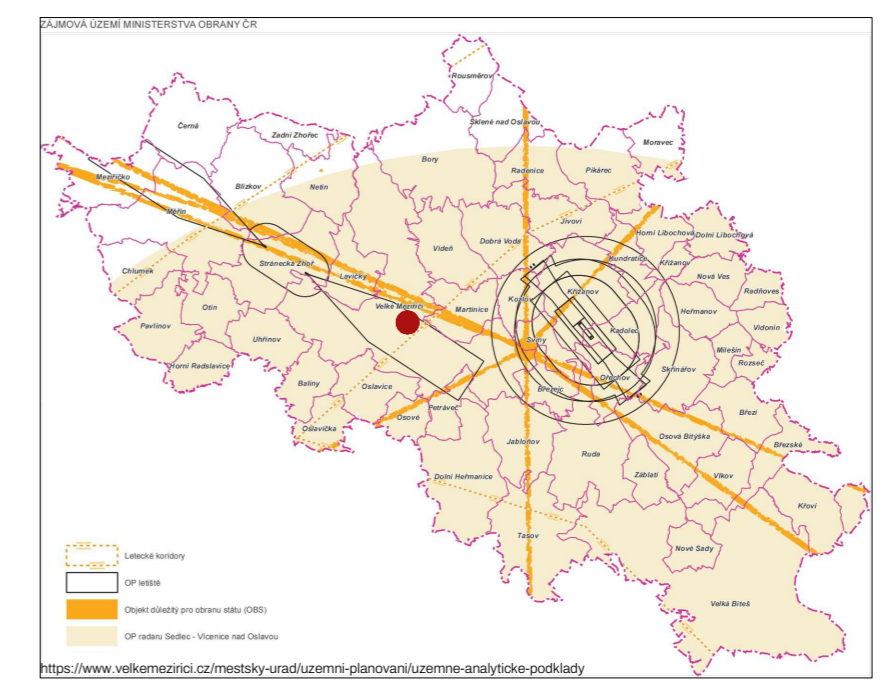 ZÁJMOVÁ ÚZEMÍ MINISTERSTVA OBRANY ČR
Rousměrov
Černá
Zadní Zhořec
Sklené nad Oslavou
Moravec
Bory
Meziříčko
Blízkov
Netín
Radenice
Pikárec
Měřín
Jívoví
Dobrá Voda
Vídeň
Horní Libochová
Dolní Libochová
Chlumek
Stránecká Zhoř
Lavičky
Kundratice
Křižanov
Nová Ves
Kozlov
Křižanov
Radňoves
Otín
Velké Meziříčí
Martinice
Heřmanov
Pavlínov
Kadolec
Vidonín
Uhřínov
Sviny
Milešín
Horní Radslavice
Skřinářov
Rozseč
Baliny
Oslavice
Březejc
Ořechov
Petráveč
Osové
Březí
Oslavička
Osová Bitýška
Březské
Jabloňov
Ruda
Dolní Heřmanice
Záblatí
Vlkov
Křoví
Tasov
Nové Sady
Velká Bíteš
Letecké koridory
OP letiště
Objekt důležitý pro obranu státu (OBS)
OP radaru Sedlec - Vícenice nad Oslavou
https://www.velkemezirici.cz/mestsky-urad/uzemni-planovani/uzemne-analyticke-podklady